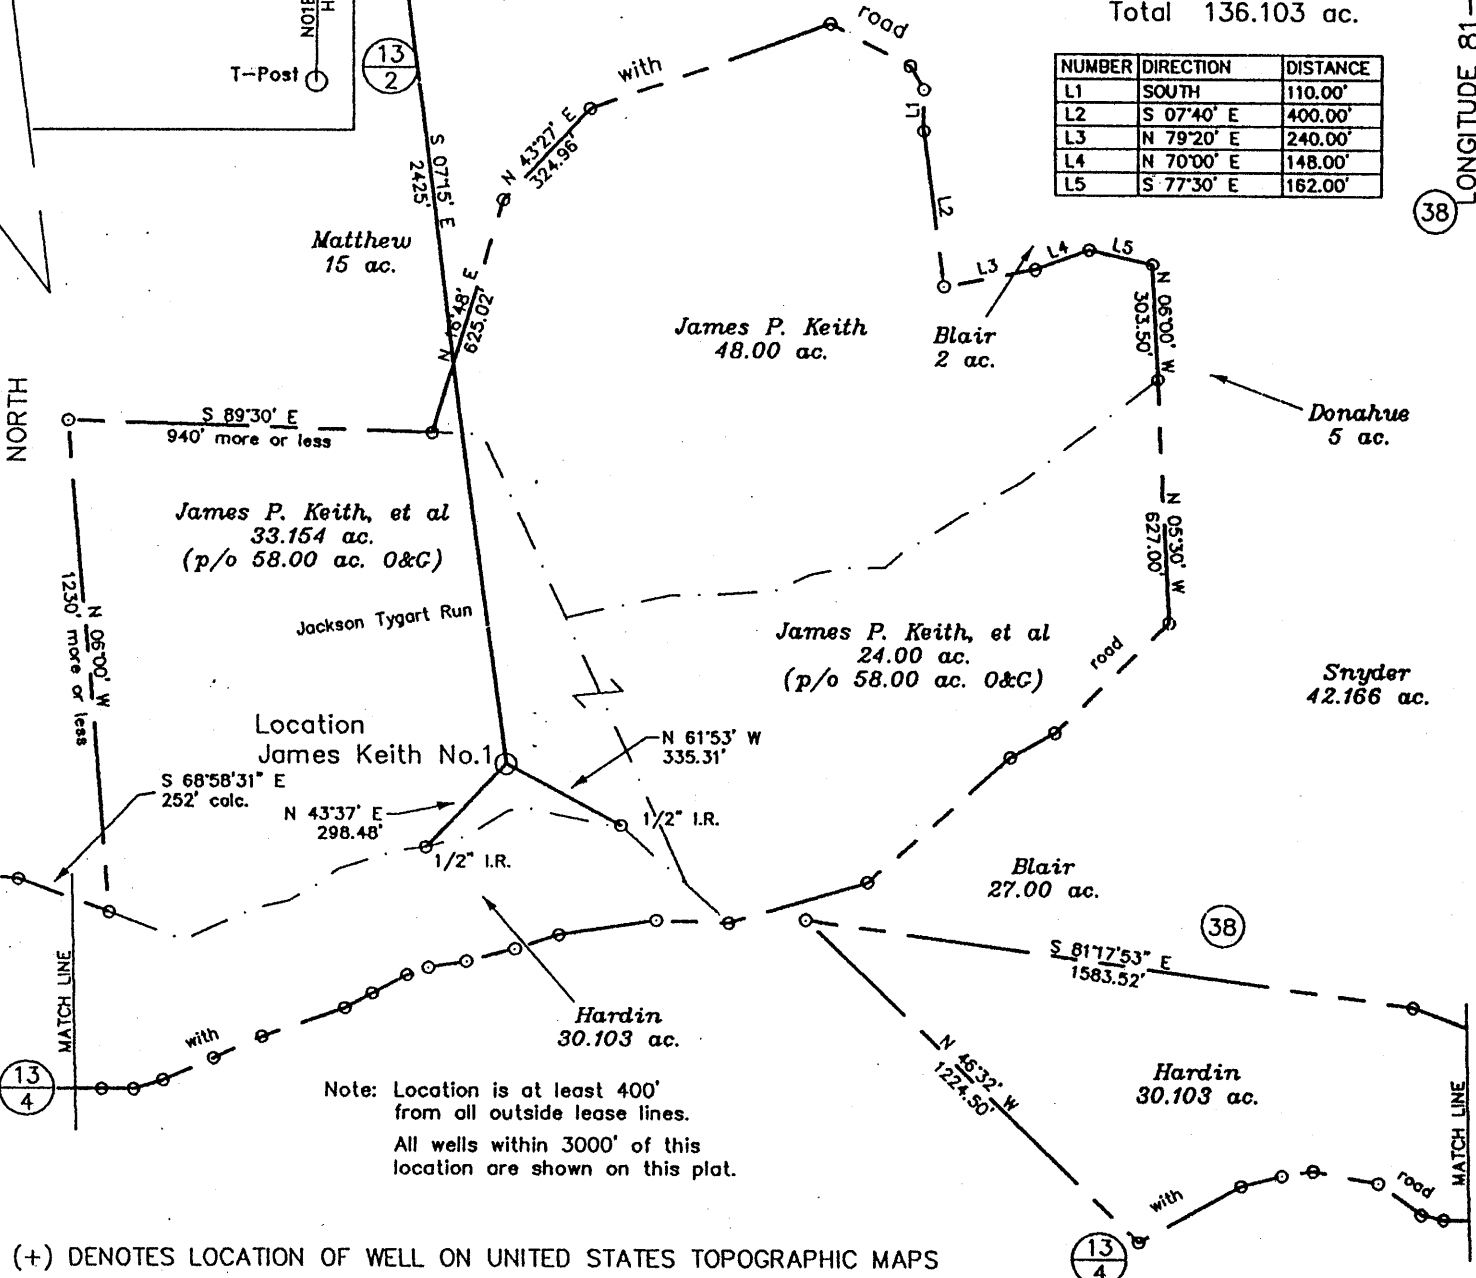 Total 136.103 ac.
NUMBER DIRECTION DISTANCE
L1 SOUTH 110.00'
L2 S 07°40' E 400.00'
L3 N 79°20' E 240.00'
L4 N 70°00' E 148.00'
L5 S 77°30' E 162.00'
LONGITUDE 81-
38
T-Post
13
2
road
with
L1
L2
L3
L4
L5
N 43°27' E
324.96'
S 07°15' E
2425'
Matthew
15 ac.
N 16°48' E
625.02'
James P. Keith
48.00 ac.
Blair
2 ac.
N 06°00' W
303.50'
Donahue
5 ac.
NORTH
S 89°30' E
940' more or less
James P. Keith, et al
33.154 ac.
(p/o 58.00 ac. O&G)
N 05°30' W
627.00'
N 06°00' W
1230' more or less
Jackson Tygart Run
James P. Keith, et al
24.00 ac.
(p/o 58.00 ac. O&G)
road
Snyder
42.166 ac.
Location
James Keith No.1
N 61°53' W
335.31'
S 68°58'31" E
252' calc.
N 43°37' E
298.48'
1/2" I.R.
1/2" I.R.
Blair
27.00 ac.
38
S 81°17'53" E
1583.52'
MATCH LINE
with
Hardin
30.103 ac.
13
4
N 46°32' W
1224.50'
Hardin
30.103 ac.
MATCH LINE
Note: Location is at least 400'
from all outside lease lines.
All wells within 3000' of this
location are shown on this plat.
with
road
13
4
(+) DENOTES LOCATION OF WELL ON UNITED STATES TOPOGRAPHIC MAPS